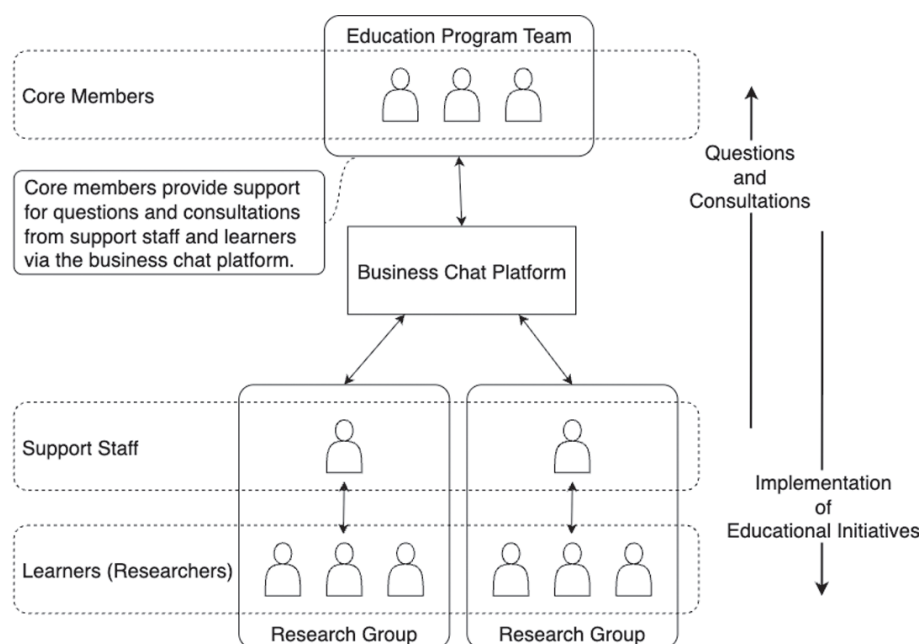 Education Program Team
Core Members
Core members provide support
for questions and consultations
from support staff and learners
via the business chat platform.
Questions
and
Consultations
Business Chat Platform
Support Staff
Implementation
of
Educational Initiatives
Learners (Researchers)
Research Group
Research Group